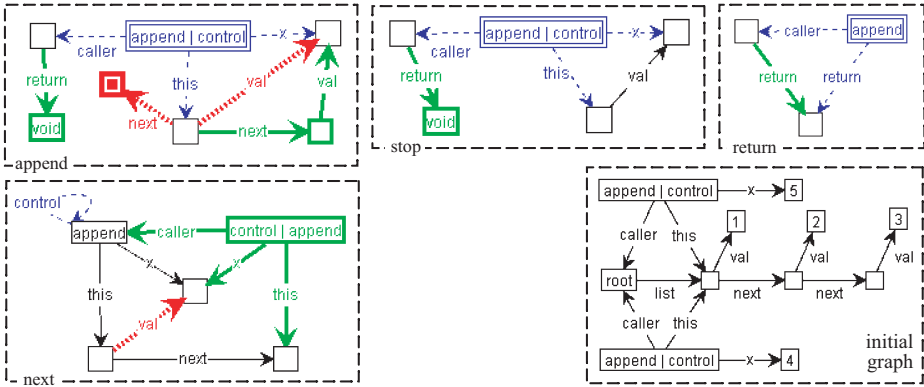 append | control
x
caller
this
return
val
val
void
next
next
append
append | control
x
caller
this
return
val
void
stop
append
caller
return
return
return
control
append
caller
control | append
x
x
this
this
val
next
next
append | control
x
5
1
2
3
caller
this
val
val
val
root
list
next
next
caller
this
append | control
x
4
initial
graph